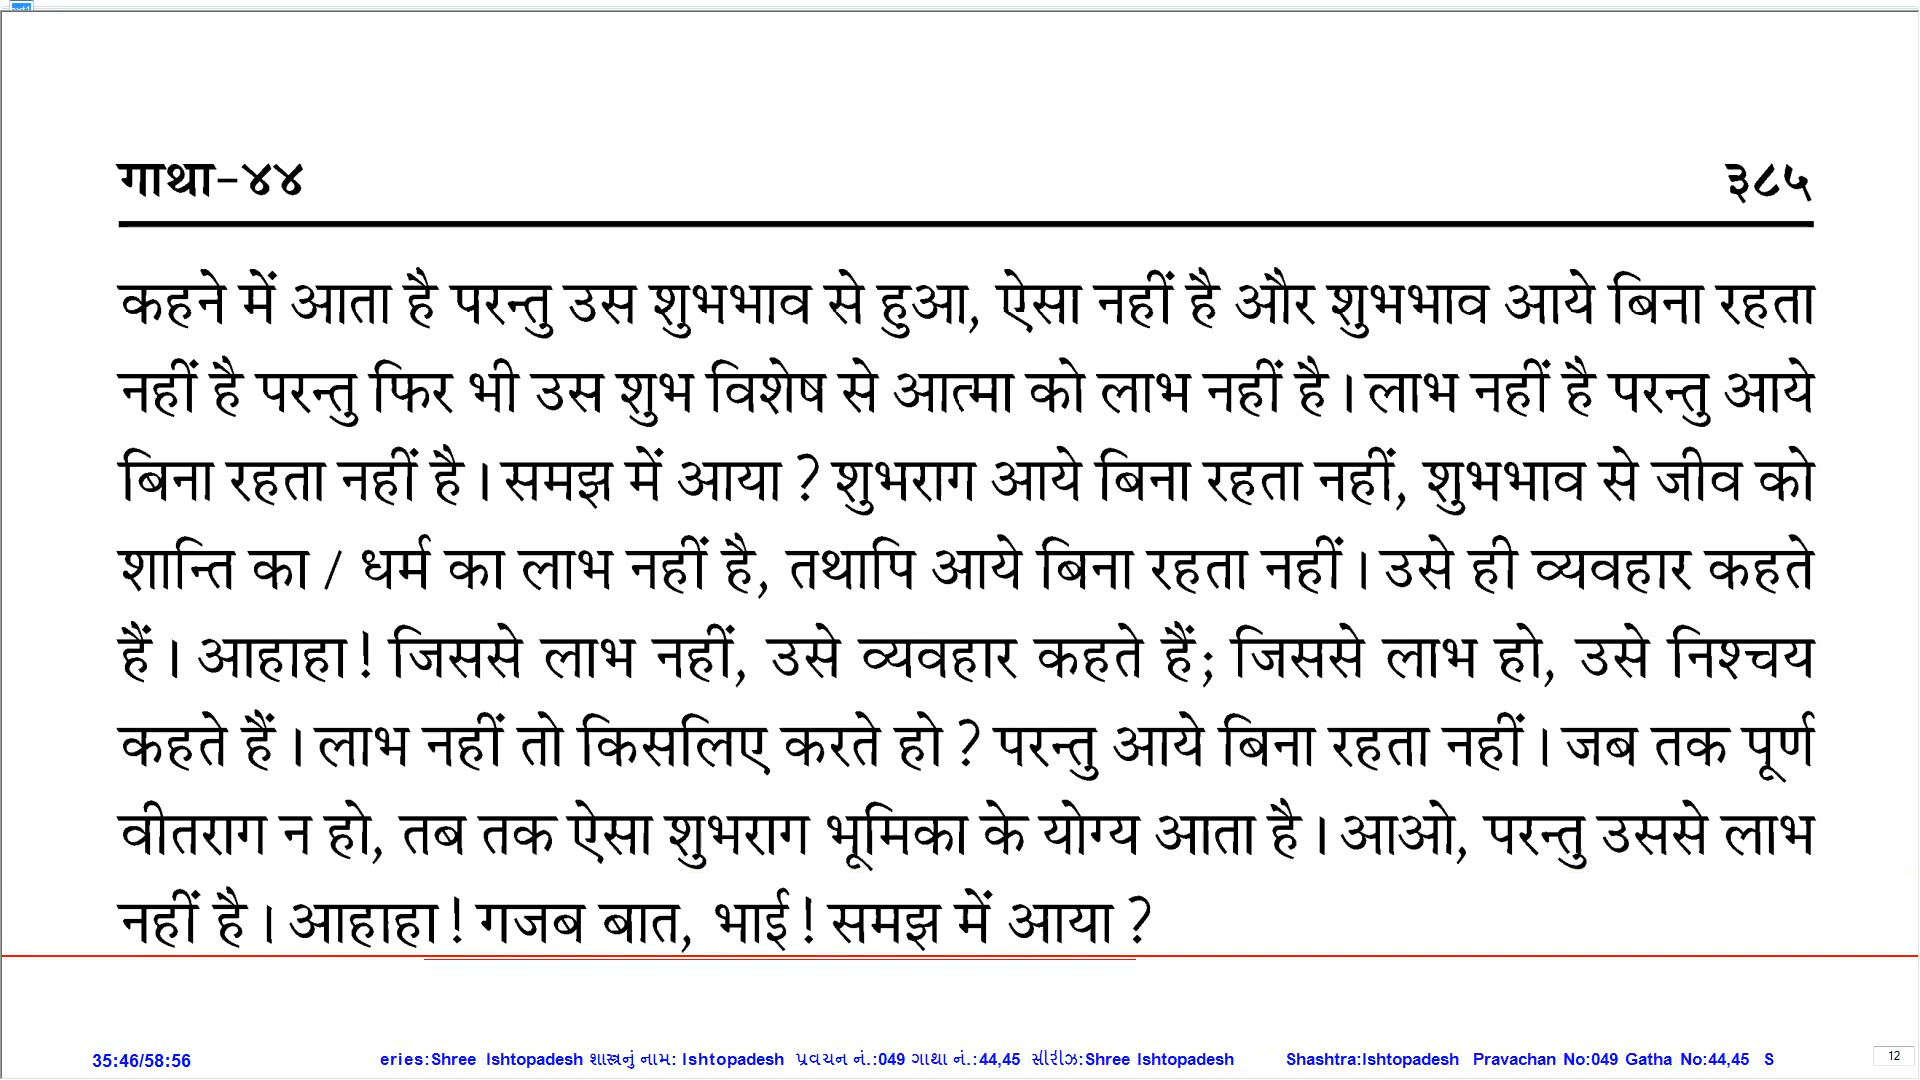 गाथा-४४ ३८५
कहने में आता है परन्तु उस शुभभाव से हुआ, ऐसा नहीं है और शुभभाव आये बिना रहता
नहीं है परन्तु फिर भी उस शुभ विशेष से आत्मा को लाभ नहीं है। लाभ नहीं है परन्तु आये
बिना रहता नहीं है। समझ में आया ? शुभराग आये बिना रहता नहीं, शुभभाव से जीव को
शान्ति का / धर्म का लाभ नहीं है, तथापि आये बिना रहता नहीं। उसे ही व्यवहार कहते
हैं। आहाहा! जिससे लाभ नहीं, उसे व्यवहार कहते हैं; जिससे लाभ हो, उसे निश्चय
कहते हैं। लाभ नहीं तो किसलिए करते हो ? परन्तु आये बिना रहता नहीं। जब तक पूर्ण
वीतराग न हो, तब तक ऐसा शुभराग भूमिका के योग्य आता है। आओ, परन्तु उससे लाभ
नहीं है। आहाहा! गजब बात, भाई! समझ में आया ?
35:46/58:56 eries:Shree Ishtopadesh શાસ્ત્રનું નામ: Ishtopadesh પ્રવચન નં.:049 ગાથા નં.:44,45 સીરીઝ:Shree Ishtopadesh Shashtra:Ishtopadesh Pravachan No:049 Gatha No:44,45 S 12